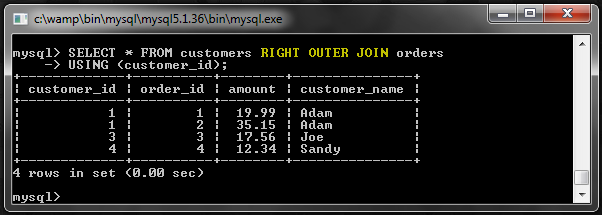 c:\wamp\bin\mysql\mysql5.1.36\bin\mysql.exe
mysql> SELECT * FROM customers RIGHT OUTER JOIN orders
    -> USING (customer_id);
+-------------+----------+--------+---------------+
| customer_id | order_id | amount | customer_name |
+-------------+----------+--------+---------------+
|           1 |        1 |  19.99 | Adam          |
|           1 |        2 |  35.15 | Adam          |
|           3 |        3 |  17.56 | Joe           |
|           4 |        4 |  12.34 | Sandy         |
+-------------+----------+--------+---------------+
4 rows in set (0.00 sec)
mysql>